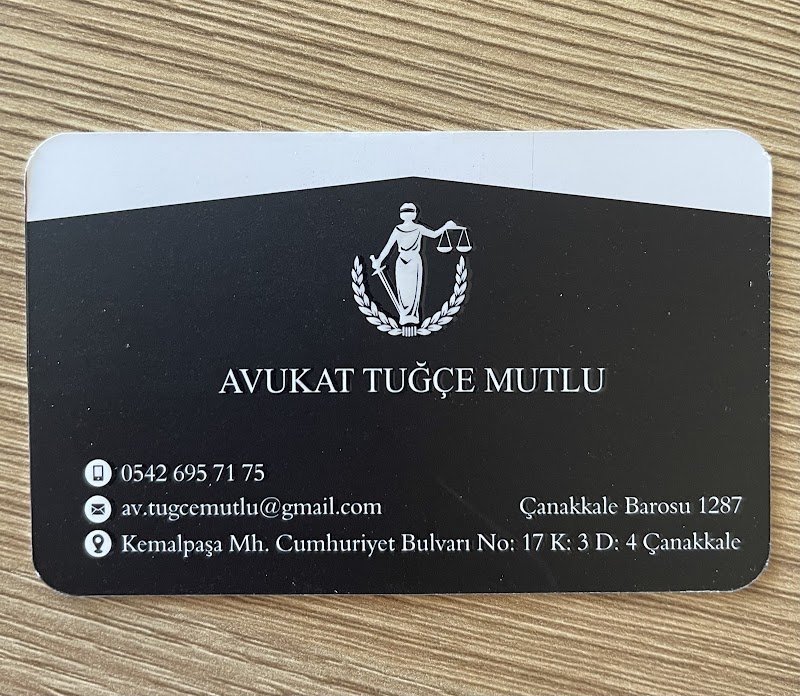 AVUKAT TUĞÇE MUTLU
0542 695 71 75
av.tugcemutlu@gmail.com
Çanakkale Barosu 1287
Kemalpaşa Mh. Cumhuriyet Bulvarı No: 17 K: 3 D: 4 Çanakkale